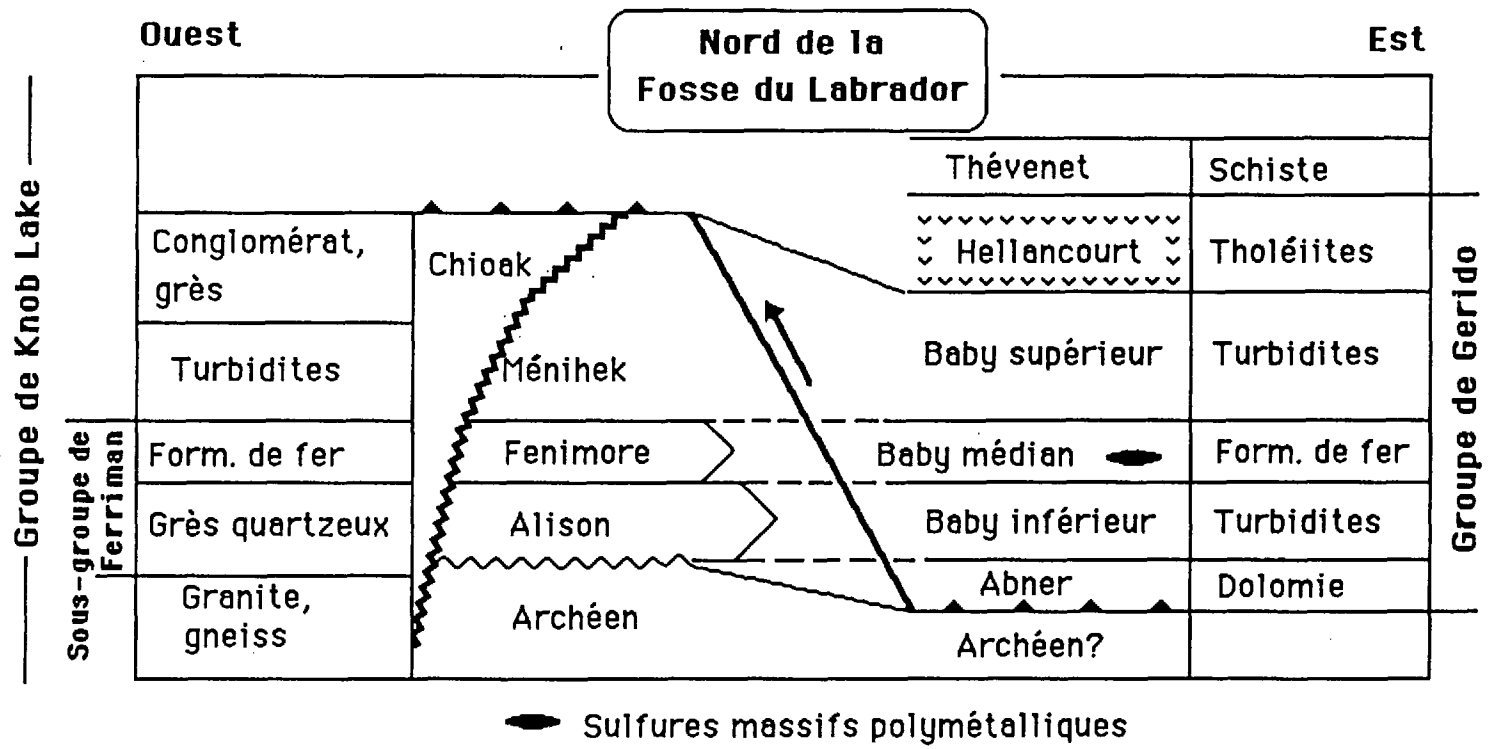 Ouest
Nord de la
Fosse du Labrador
Est
Groupe de Knob Lake
Sous-groupe de
Ferriman
Conglomérat,
grès
Turbidites
Form. de fer
Grès quartzeux
Granite,
gneiss
Chioak
Ménihek
Fenimore
Alison
Archéen
Thévenet
Hellancourt
Baby supérieur
Baby médian
Baby inférieur
Abner
Archéen?
Schiste
Tholéiites
Turbidites
Form. de fer
Turbidites
Dolomie
Groupe de Gerido
Sulfures massifs polymétalliques